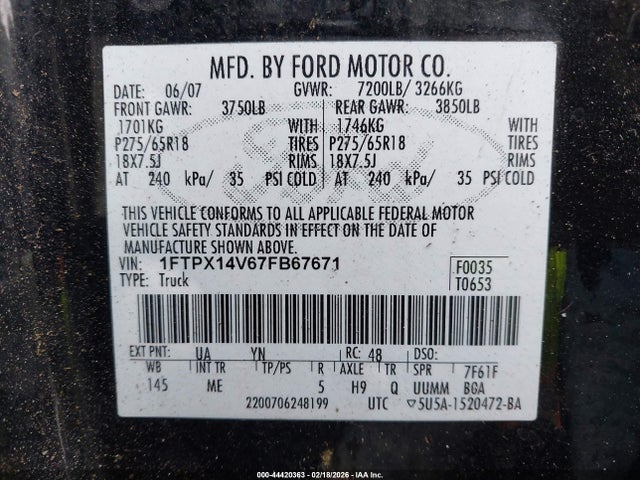 MFD. BY FORD MOTOR CO.
DATE: 06/07 GVWR: 7200LB/ 3266KG
FRONT GAWR: 3750LB REAR GAWR: 3850LB
1701KG WITH 1746KG WITH
P275/65R18 TIRES P275/65R18 TIRES
18X7.5J RIMS 18X7.5J RIMS
AT 240 kPa/ 35 PSI COLD AT 240 kPa/ 35 PSI COLD
THIS VEHICLE CONFORMS TO ALL APPLICABLE FEDERAL MOTOR
VEHICLE SAFETY STANDARDS IN EFFECT ON THE DATE OF
MANUFACTURE SHOWN ABOVE.
VIN: 1FTPX14V67FB67671 F0035
TYPE: Truck T0653
EXT PNT: UA YN RC: 48 DSO:
WB INT TR TP/PS R AXLE TR SPR 7F61F
145 ME 5 H9 Q UUMM BGA
2200706248199 UTC ▽5U5A-1520472-BA
000-44420363 - 02/18/2026 - IAA Inc.